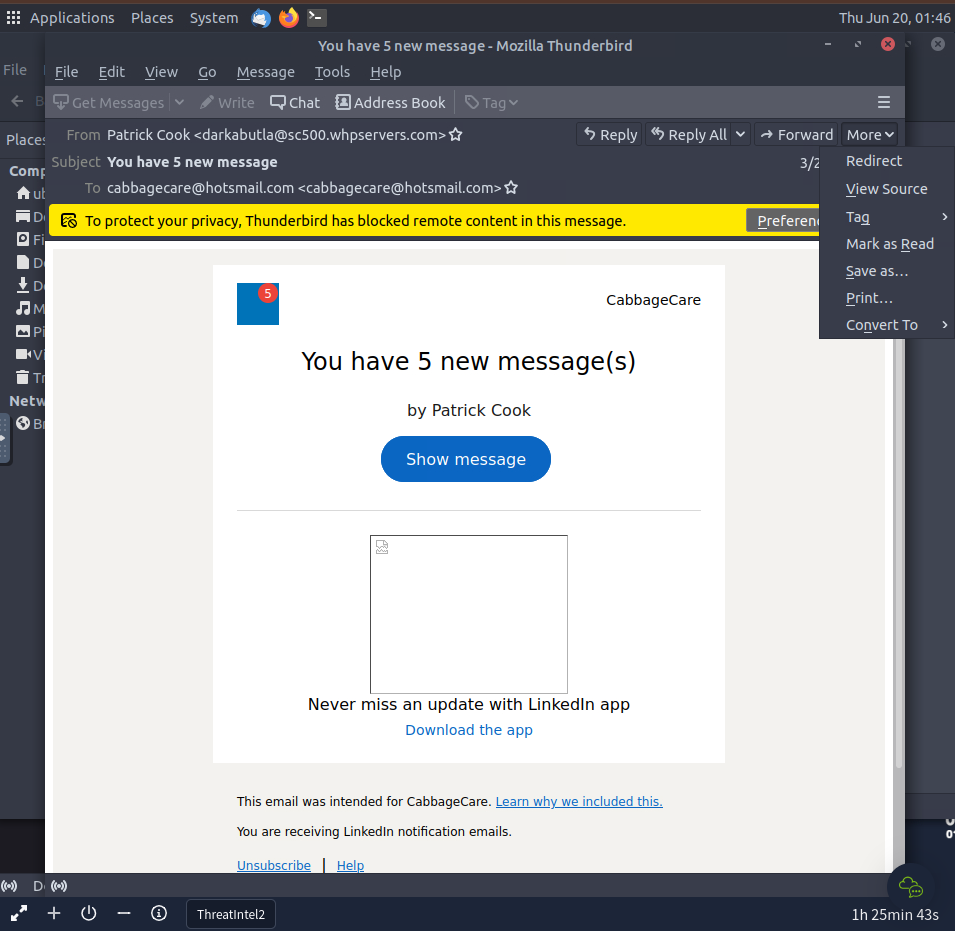 Applications Places System Thu Jun 20, 01:46
You have 5 new message - Mozilla Thunderbird
File
File Edit View Go Message Tools Help
Get Messages Write Chat Address Book Tag
From Patrick Cook <darkabutla@sc500.whpservers.com> Reply Reply All Forward More
Places
Subject You have 5 new message 3/2
Redirect
Comp
To cabbagecare@hotsmail.com <cabbagecare@hotsmail.com>
View Source
ub
Tag
De
To protect your privacy, Thunderbird has blocked remote content in this message. Preferenc
Fi
Mark as Read
Do
Save as…
Do
Print…
M
Convert To
Pi
Vi
Tr
Netw
Br
5
CabbageCare
You have 5 new message(s)
by Patrick Cook
Show message
Never miss an update with LinkedIn app
Download the app
This email was intended for CabbageCare. Learn why we included this.
You are receiving LinkedIn notification emails.
Unsubscribe | Help
ThreatIntel2 1h 25min 43s